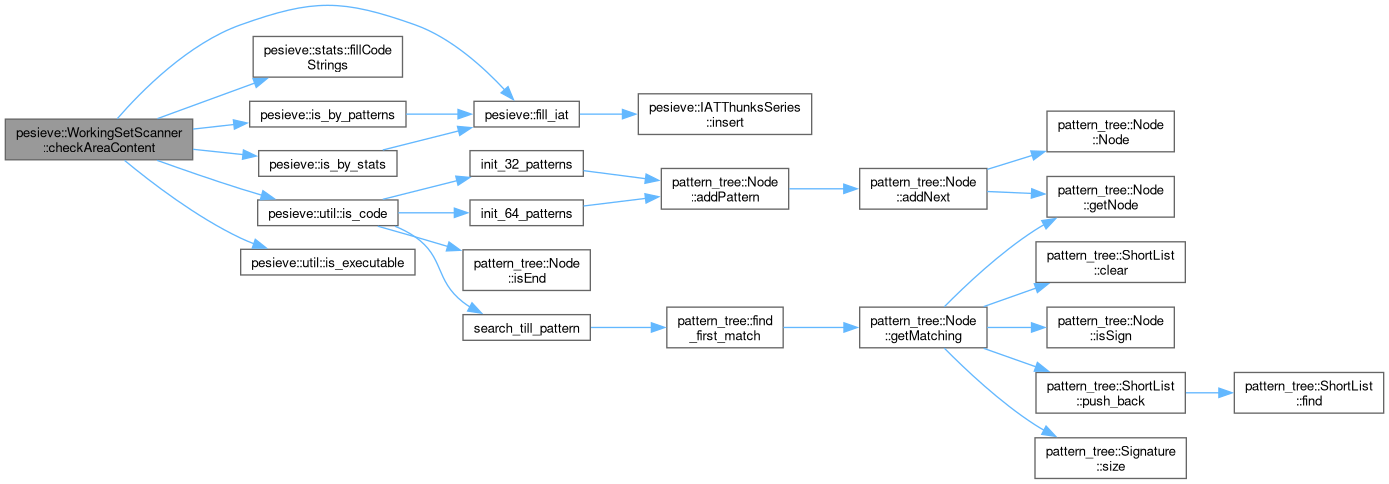 pesieve::WorkingSetScanner
::checkAreaContent
pesieve::stats::fillCode
Strings
pesieve::is_by_patterns
pesieve::is_by_stats
pesieve::util::is_code
pesieve::util::is_executable
pesieve::fill_iat
init_32_patterns
init_64_patterns
pattern_tree::Node
::isEnd
search_till_pattern
pesieve::IATThunksSeries
::insert
pattern_tree::Node
::addPattern
pattern_tree::find
_first_match
pattern_tree::Node
::addNext
pattern_tree::Node
::getMatching
pattern_tree::Node
::Node
pattern_tree::Node
::getNode
pattern_tree::ShortList
::clear
pattern_tree::Node
::isSign
pattern_tree::ShortList
::push_back
pattern_tree::Signature
::size
pattern_tree::ShortList
::find